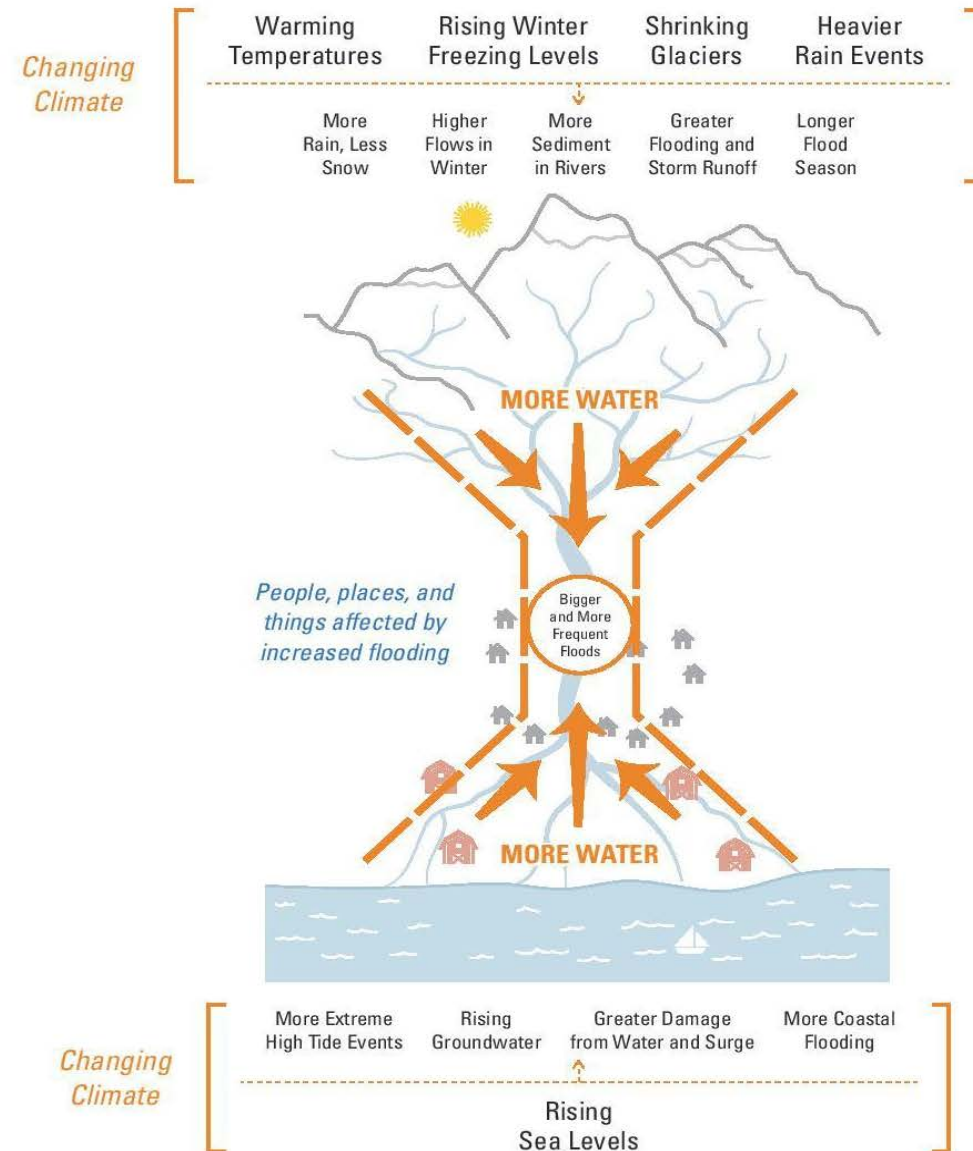 Changing
Climate
Warming
Temperatures
Rising Winter
Freezing Levels
Shrinking
Glaciers
Heavier
Rain Events
More
Rain, Less
Snow
Higher
Flows in
Winter
More
Sediment
in Rivers
Greater
Flooding and
Storm Runoff
Longer
Flood
Season
MORE WATER
People, places, and
things affected by
increased flooding
Bigger
and More
Frequent
Floods
MORE WATER
Changing
Climate
More Extreme
High Tide Events
Rising
Groundwater
Greater Damage
from Water and Surge
More Coastal
Flooding
Rising
Sea Levels